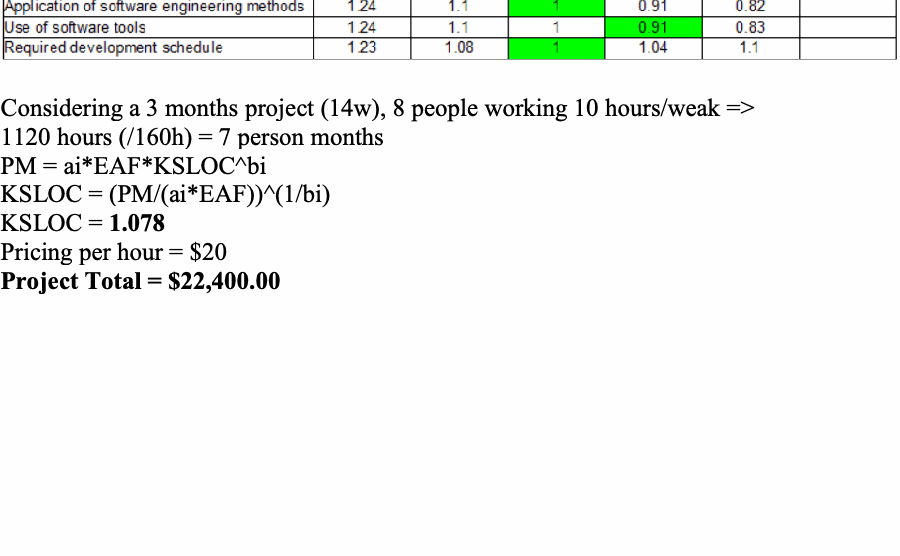 Application of software engineering methods 1.24 1.1 1 0.91 0.82
Use of software tools 1.24 1.1 1 0.91 0.83
Required development schedule 1.23 1.08 1 1.04 1.1
Considering a 3 months project (14w), 8 people working 10 hours/weak =>
1120 hours (/160h) = 7 person months
PM = ai*EAF*KSLOC^bi
KSLOC = (PM/(ai*EAF))^(1/bi)
KSLOC = 1.078
Pricing per hour = $20
Project Total = $22,400.00